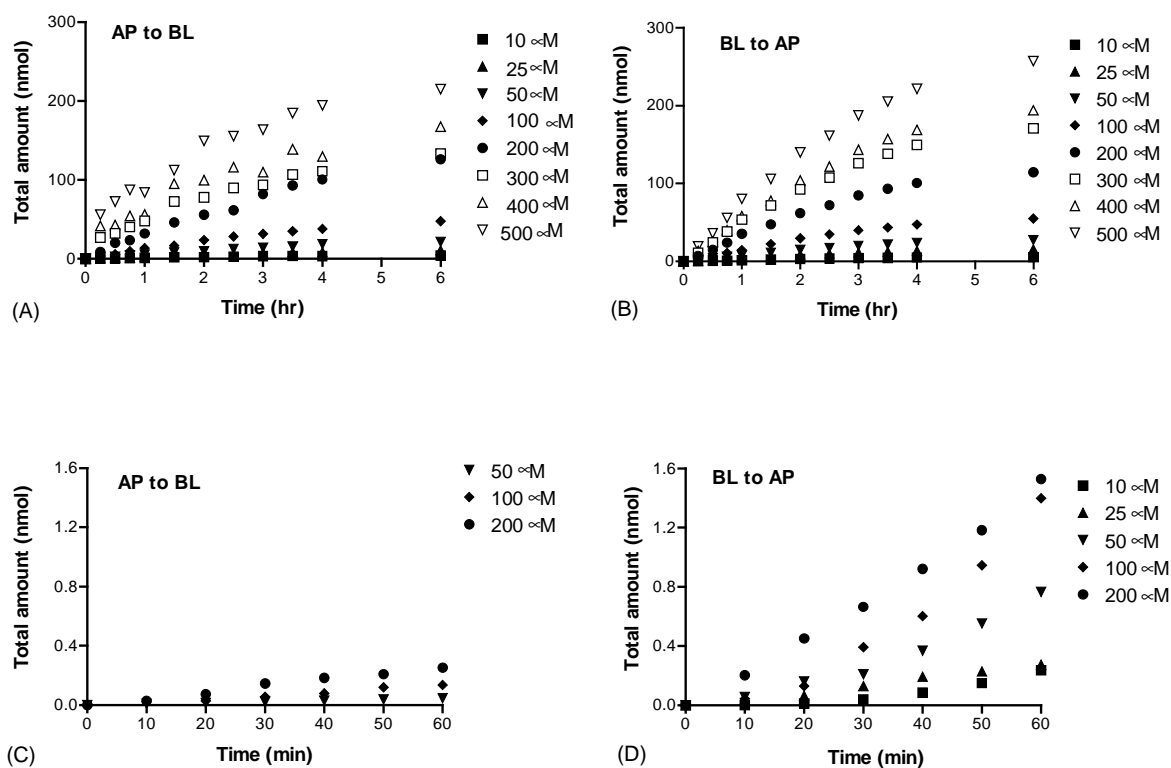 AP to BL
Total amount (nmol)
300
200
100
0
0 1 2 3 4 5 6
Time (hr)
(A)
10 ∝M
25 ∝M
50 ∝M
100 ∝M
200 ∝M
300 ∝M
400 ∝M
500 ∝M
BL to AP
Total amount (nmol)
300
200
100
0
0 1 2 3 4 5 6
Time (hr)
(B)
10 ∝M
25 ∝M
50 ∝M
100 ∝M
200 ∝M
300 ∝M
400 ∝M
500 ∝M
AP to BL
Total amount (nmol)
1.6
1.2
0.8
0.4
0.0
0 10 20 30 40 50 60
Time (min)
(C)
50 ∝M
100 ∝M
200 ∝M
BL to AP
Total amount (nmol)
1.6
1.2
0.8
0.4
0.0
0 10 20 30 40 50 60
Time (min)
(D)
10 ∝M
25 ∝M
50 ∝M
100 ∝M
200 ∝M